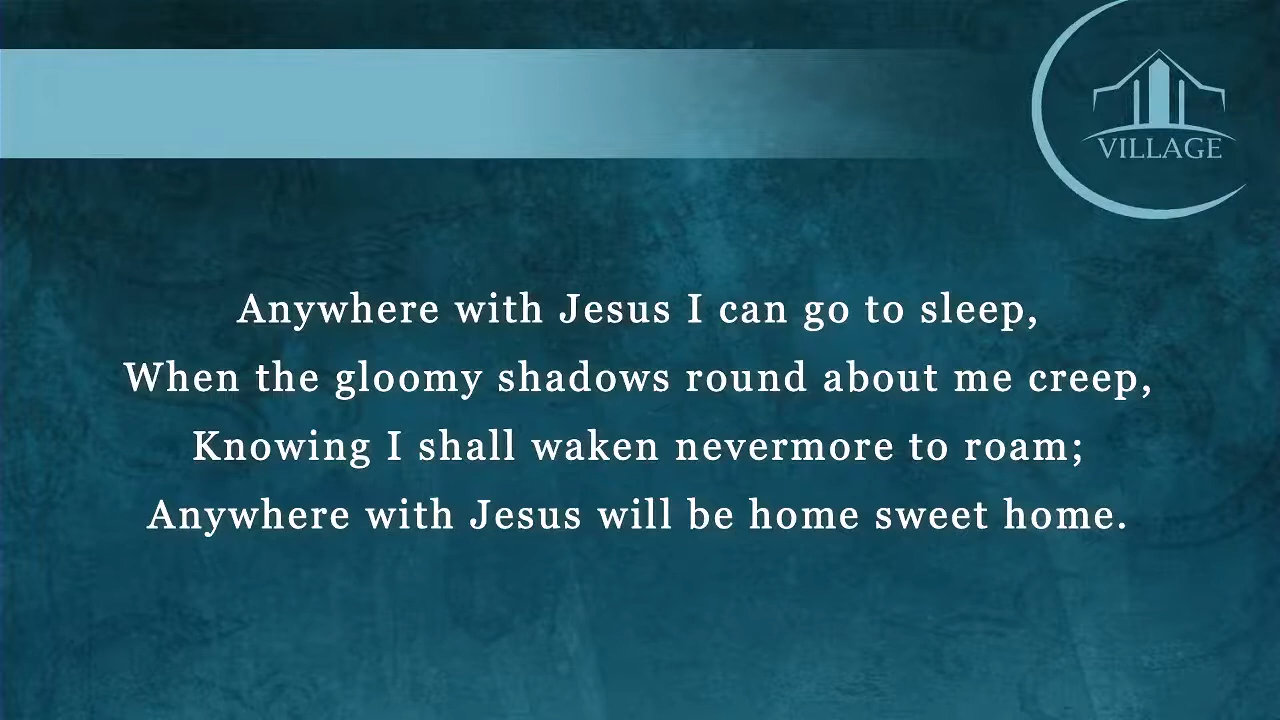 VILLAGE
Anywhere with Jesus I can go to sleep,
When the gloomy shadows round about me creep,
Knowing I shall waken nevermore to roam;
Anywhere with Jesus will be home sweet home.